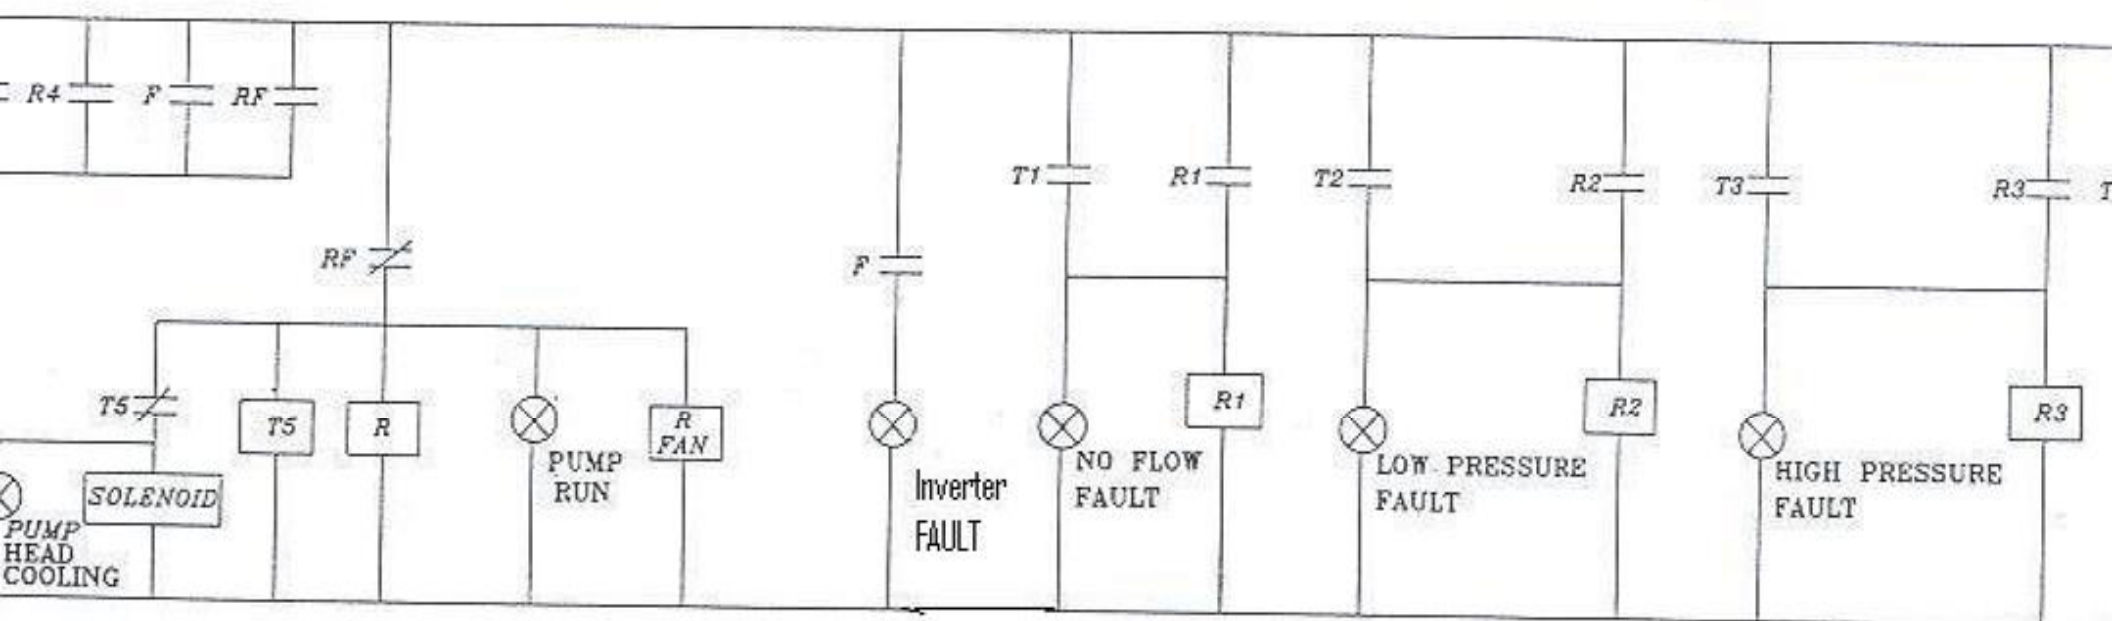 R4
F
RF
T1
R1
T2
R2
T3
R3
T
RF
F
T5
T5
R
R
FAN
R1
R2
R3
PUMP
RUN
NO FLOW
FAULT
LOW PRESSURE
FAULT
HIGH PRESSURE
FAULT
Inverter
FAULT
SOLENOID
PUMP
HEAD
COOLING